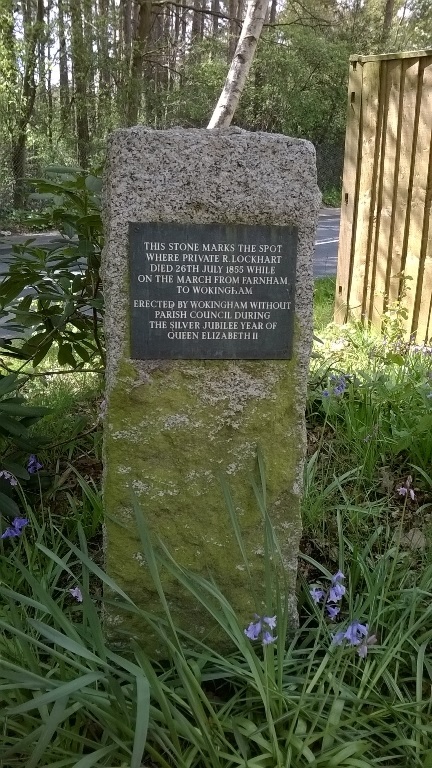 THIS STONE MARKS THE SPOT
WHERE PRIVATE R. LOCKHART
DIED 26TH JULY 1855 WHILE
ON THE MARCH FROM FARNHAM,
TO WOKINGHAM
ERECTED BY WOKINGHAM WITHOUT
PARISH COUNCIL DURING
THE SILVER JUBILEE YEAR OF
QUEEN ELIZABETH II